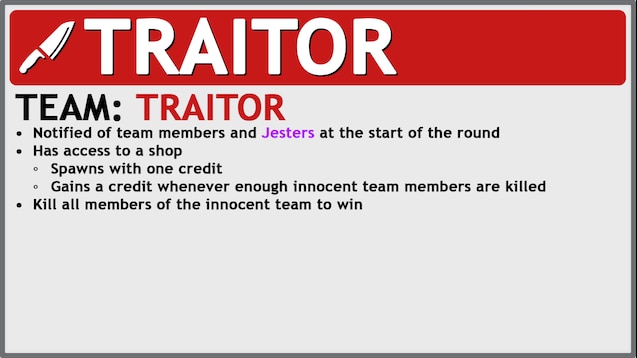 TRAITOR
TEAM: TRAITOR
• Notified of team members and Jesters at the start of the round
• Has access to a shop
◦ Spawns with one credit
◦ Gains a credit whenever enough innocent team members are killed
• Kill all members of the innocent team to win